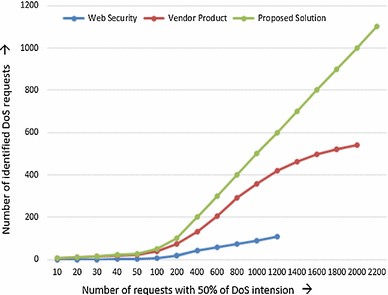 Web Security Vendor Product Proposed Solution
1200
1000
800
600
400
200
0
Number of identified DoS requests →
10 20 30 40 50 100 200 400 600 800 1000 1200 1400 1600 1800 2000 2200
Number of requests with 50% of DoS intension →